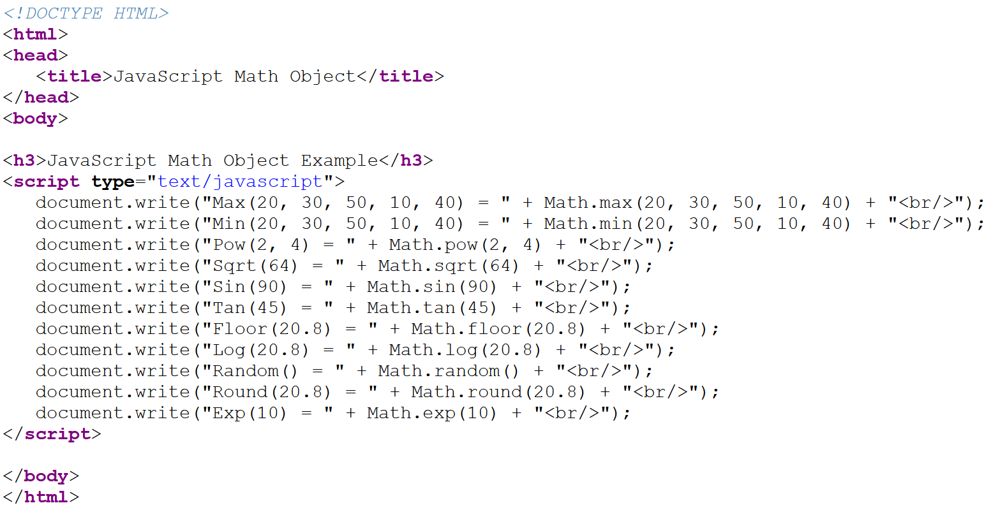 <!DOCTYPE HTML>
<html>
<head>
   <title>JavaScript Math Object</title>
</head>
<body>

<h3>JavaScript Math Object Example</h3>
<script type="text/javascript">
   document.write("Max(20, 30, 50, 10, 40) = " + Math.max(20, 30, 50, 10, 40) + "<br/>");
   document.write("Min(20, 30, 50, 10, 40) = " + Math.min(20, 30, 50, 10, 40) + "<br/>");
   document.write("Pow(2, 4) = " + Math.pow(2, 4) + "<br/>");
   document.write("Sqrt(64) = " + Math.sqrt(64) + "<br/>");
   document.write("Sin(90) = " + Math.sin(90) + "<br/>");
   document.write("Tan(45) = " + Math.tan(45) + "<br/>");
   document.write("Floor(20.8) = " + Math.floor(20.8) + "<br/>");
   document.write("Log(20.8) = " + Math.log(20.8) + "<br/>");
   document.write("Random() = " + Math.random() + "<br/>");
   document.write("Round(20.8) = " + Math.round(20.8) + "<br/>");
   document.write("Exp(10) = " + Math.exp(10) + "<br/>");
</script>

</body>
</html>